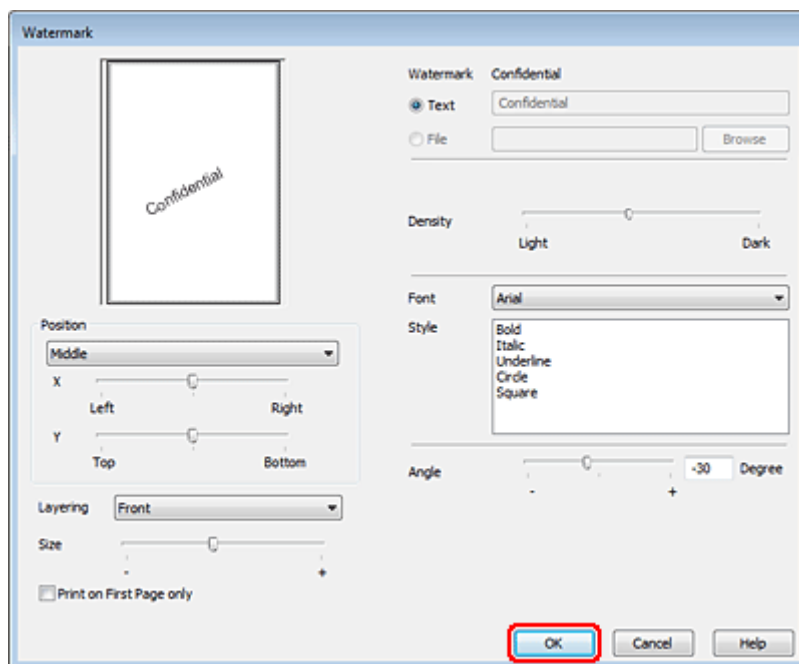 Watermark
Confidential
Position
Middle
X
Left Right
Y
Top Bottom
Layering Front
Size
- +
Print on First Page only
Watermark Confidential
Text Confidential
File Browse
Density
Light Dark
Font Arial
Style
Bold
Italic
Underline
Circle
Square
Angle -30 Degree
- +
OK Cancel Help